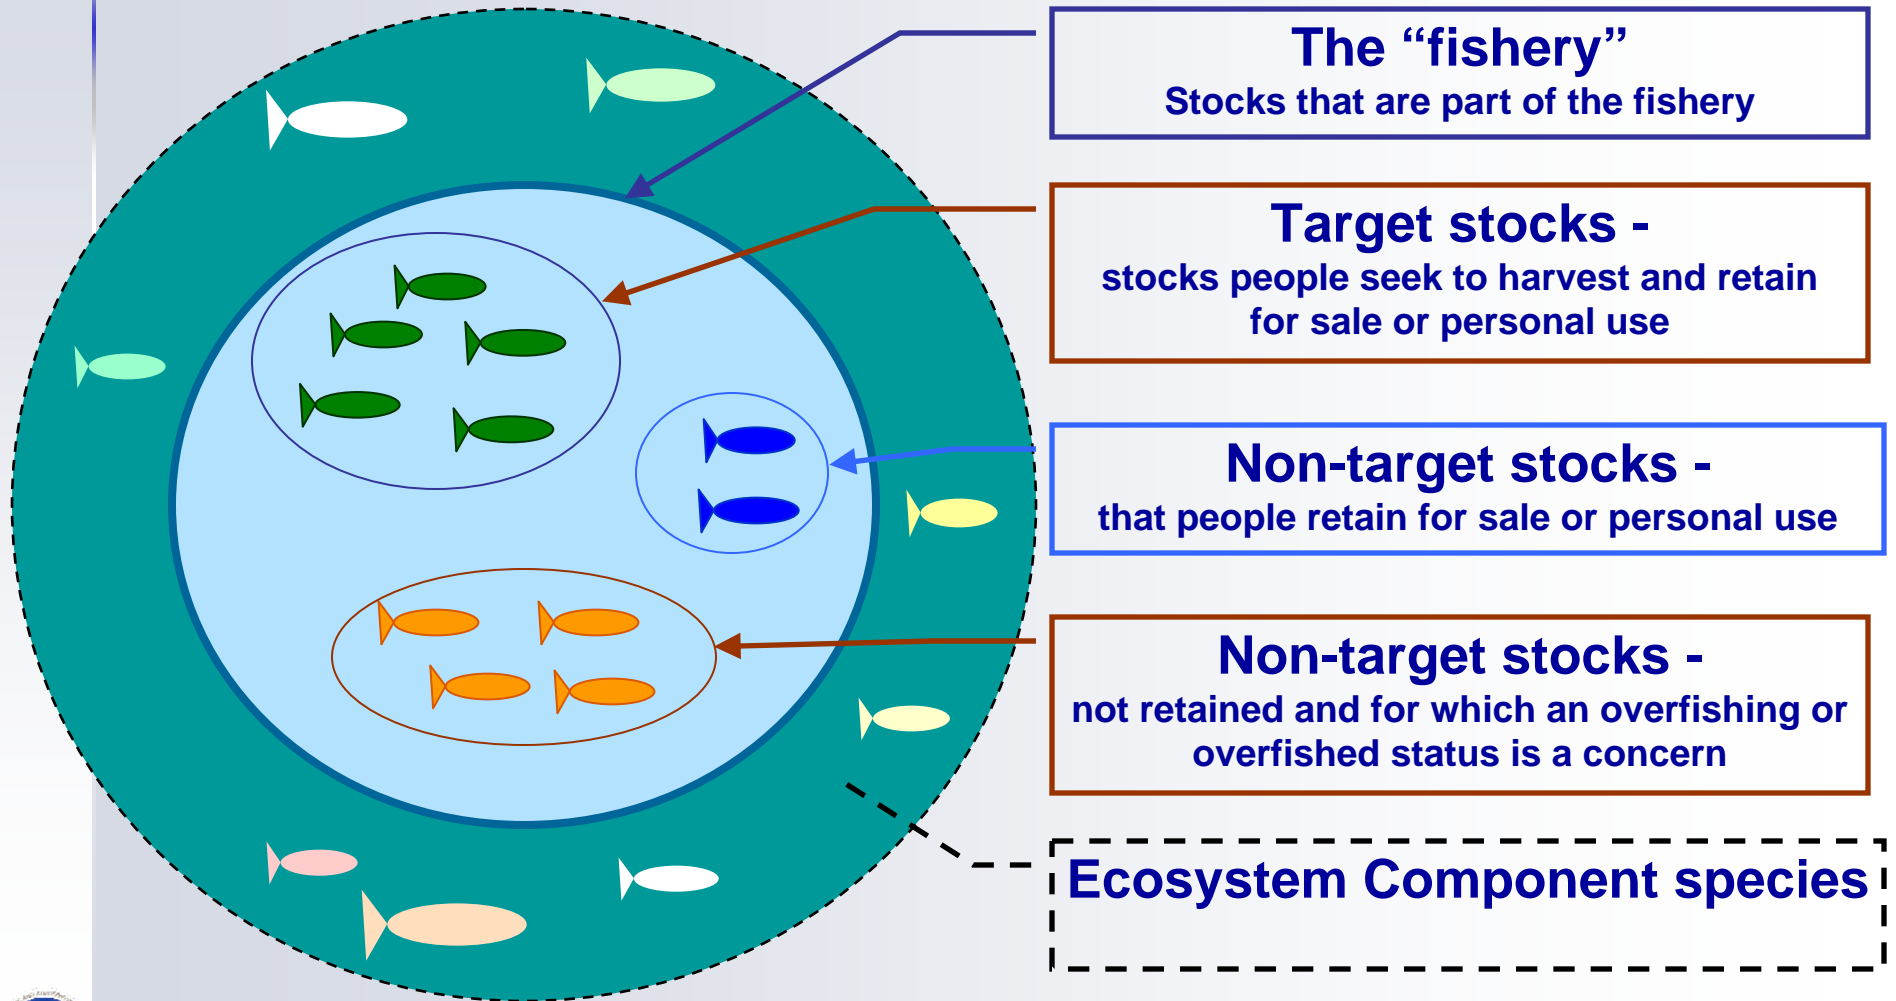 The “fishery”
Stocks that are part of the fishery
Target stocks -
stocks people seek to harvest and retain
for sale or personal use
Non-target stocks -
that people retain for sale or personal use
Non-target stocks -
not retained and for which an overfishing or
overfished status is a concern
Ecosystem Component species